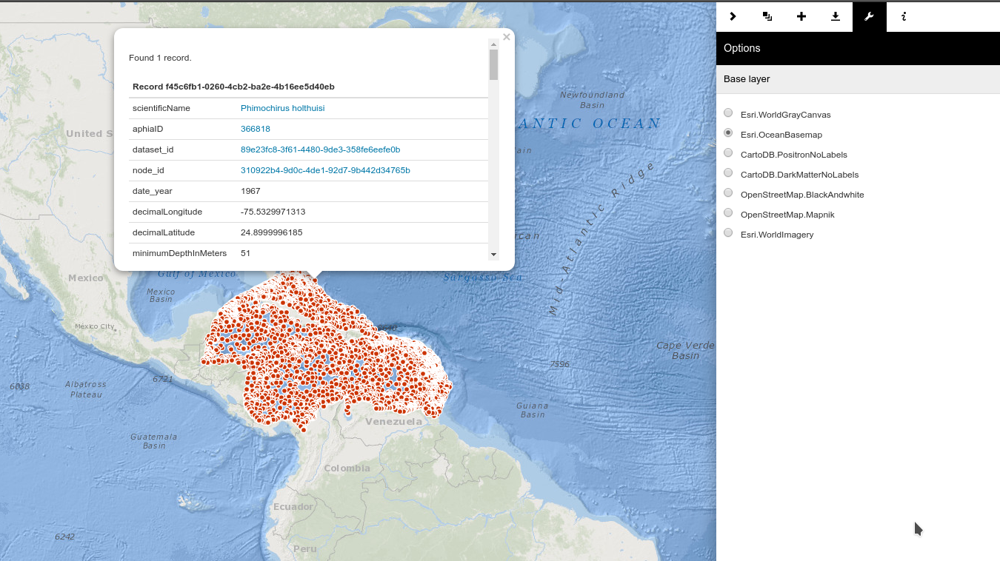 Found 1 record.
Record f45c6fb1-0260-4cb2-ba2e-4b16ee5d40eb
scientificName Phimochirus holthuisi
aphiaID 366818
dataset_id 89e23fc8-3f61-4480-9de3-358fe6eefe0b
node_id 310922b4-9d0c-4de1-92d7-9b442d34765b
date_year 1967
decimalLongitude -75.5329971313
decimalLatitude 24.8999996185
minimumDepthInMeters 51
×
Options
Base layer
Esri.WorldGrayCanvas
Esri.OceanBasemap
CartoDB.PositronNoLabels
CartoDB.DarkMatterNoLabels
OpenStreetMap.BlackAndwhite
OpenStreetMap.Mapnik
Esri.WorldImagery
Newfoundland
Basin
ANTIC OCEAN
United S
ain
Mid-Atlantic Ridge
ican
Gulf of Mexico
Sargasso Sea
Mexico
Mexico
Basin
Mexico City
Cape Verde
Basin
7596
6721
6038
Albatross
Plateau
Guiana
Basin
Venezuela
Guatemala
Basin
Colombia
Ecuador
6242
Peru